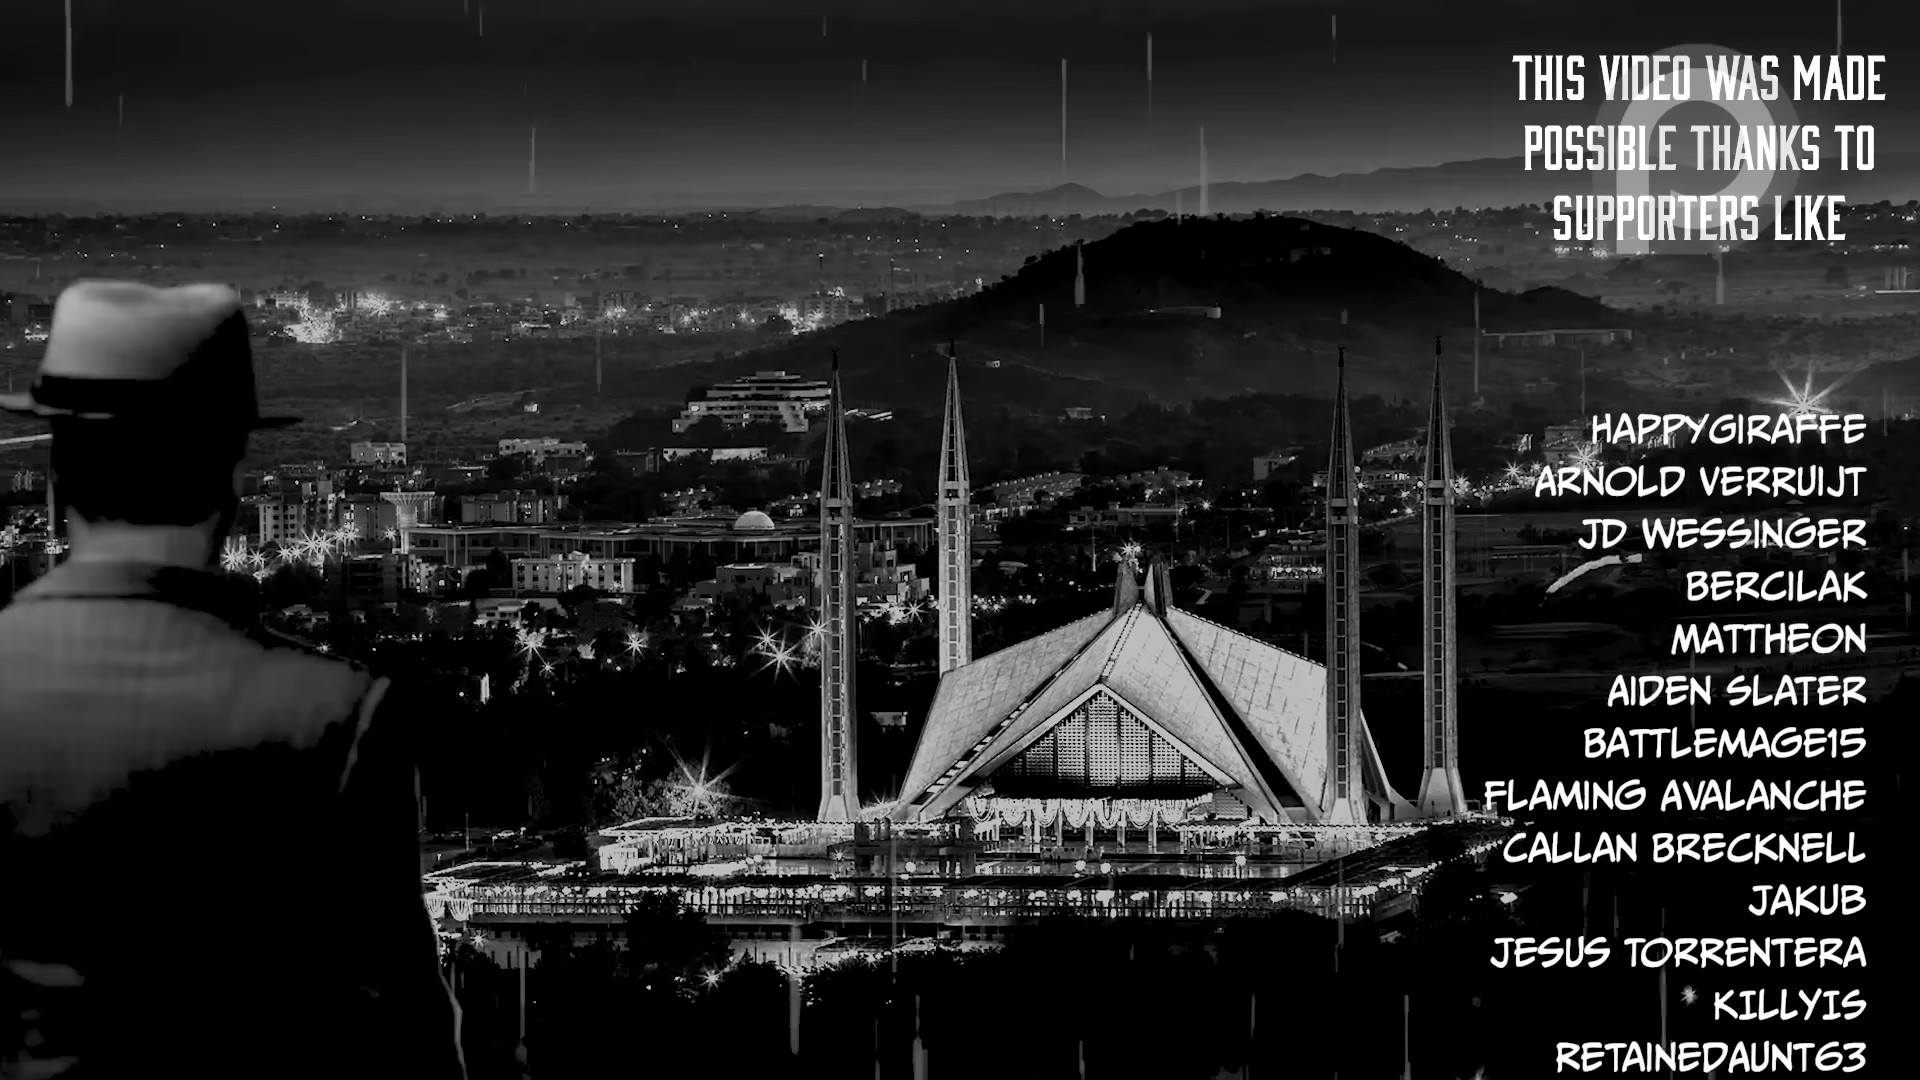 THIS VIDEO WAS MADE
POSSIBLE THANKS TO
SUPPORTERS LIKE
HAPPYGIRAFFE
ARNOLD VERRUIJT
JD WESSINGER
BERCILAK
MATTHEON
AIDEN SLATER
BATTLEMAGE15
FLAMING AVALANCHE
CALLAN BRECKNELL
JAKUB
JESUS TORRENTERA
KILLYIS
RETAINEDAUNT63